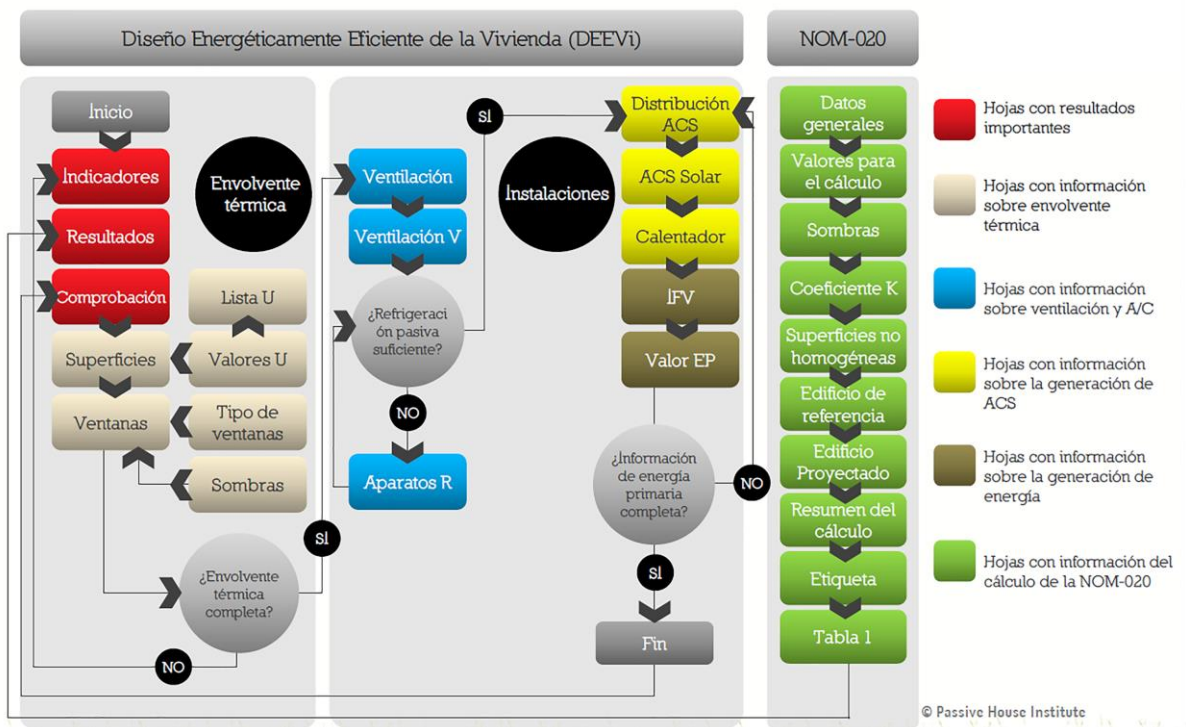 Diseño Energéticamente Eficiente de la Vivienda (DEEVi)
NOM-020
Inicio
Indicadores
Resultados
Comprobación
Superficies
Ventanas
Envolvente
térmica
Lista U
Valores U
Tipo de
ventanas
Sombras
¿Envolvente
térmica
completa?
NO
SÍ
Ventilación
Ventilación V
¿Refrigeraci
ón pasiva
suficiente?
NO
Aparatos R
SÍ
Instalaciones
Distribución
ACS
ACS Solar
Calentador
IFV
Valor EP
¿Información
de energía
primaria
completa?
NO
SÍ
Fin
Datos
generales
Valores para
el cálculo
Sombras
Coeficiente K
Superficies no
homogéneas
Edificio de
referencia
Edificio
Proyectado
Resumen del
cálculo
Etiqueta
Tabla 1
Hojas con resultados
importantes
Hojas con información
sobre envolvente
térmica
Hojas con información
sobre ventilación y A/C
Hojas con información
sobre la generación de
ACS
Hojas con información
sobre la generación de
energía
Hojas con información del
cálculo de la NOM-020
© Passive House Institute